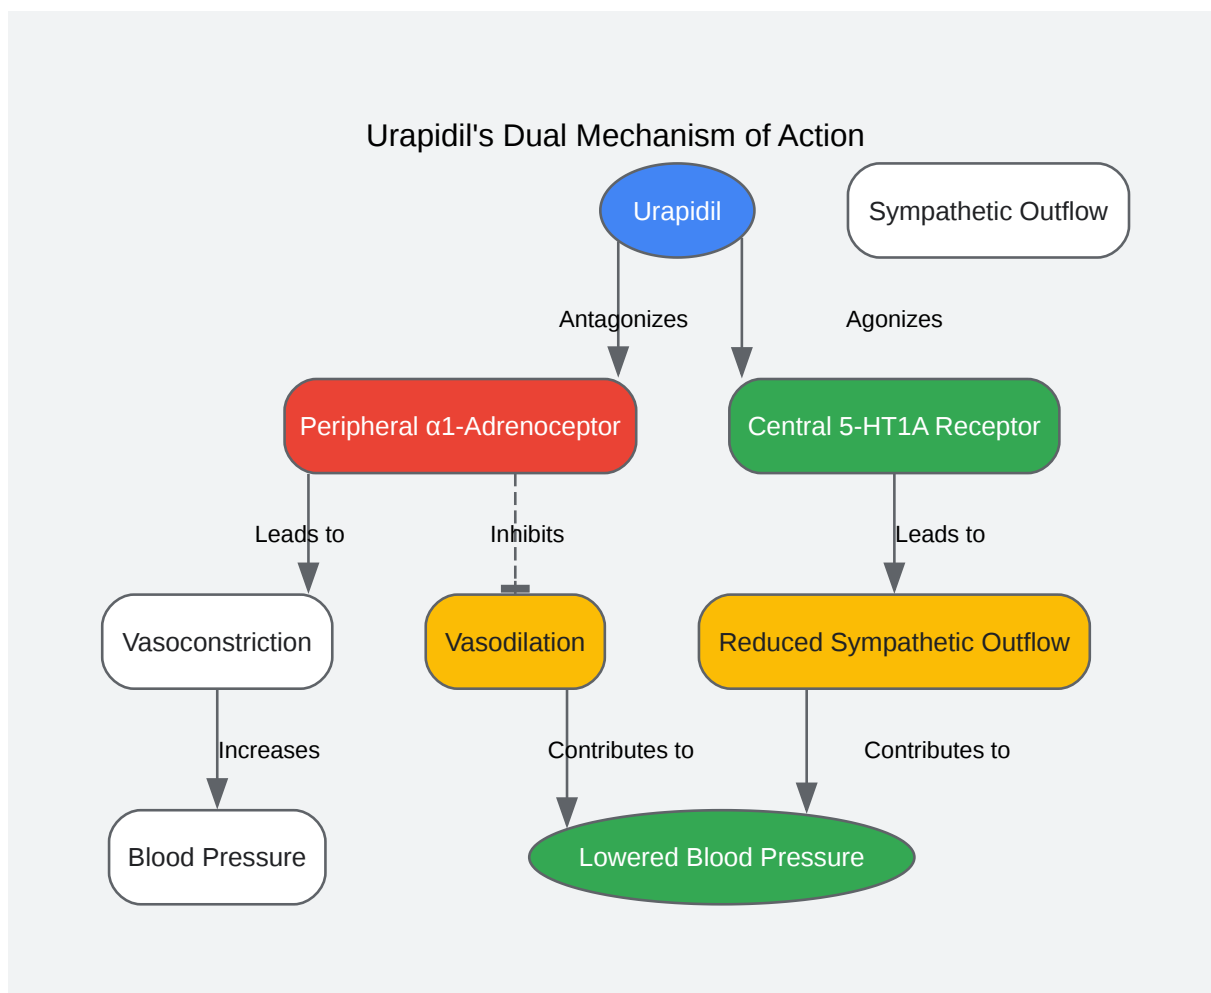 Urapidil's Dual Mechanism of Action
Urapidil
Sympathetic Outflow
Antagonizes
Agonizes
Peripheral α1-Adrenoceptor
Central 5-HT1A Receptor
Leads to
Inhibits
Leads to
Vasoconstriction
Vasodilation
Reduced Sympathetic Outflow
Increases
Contributes to
Contributes to
Blood Pressure
Lowered Blood Pressure